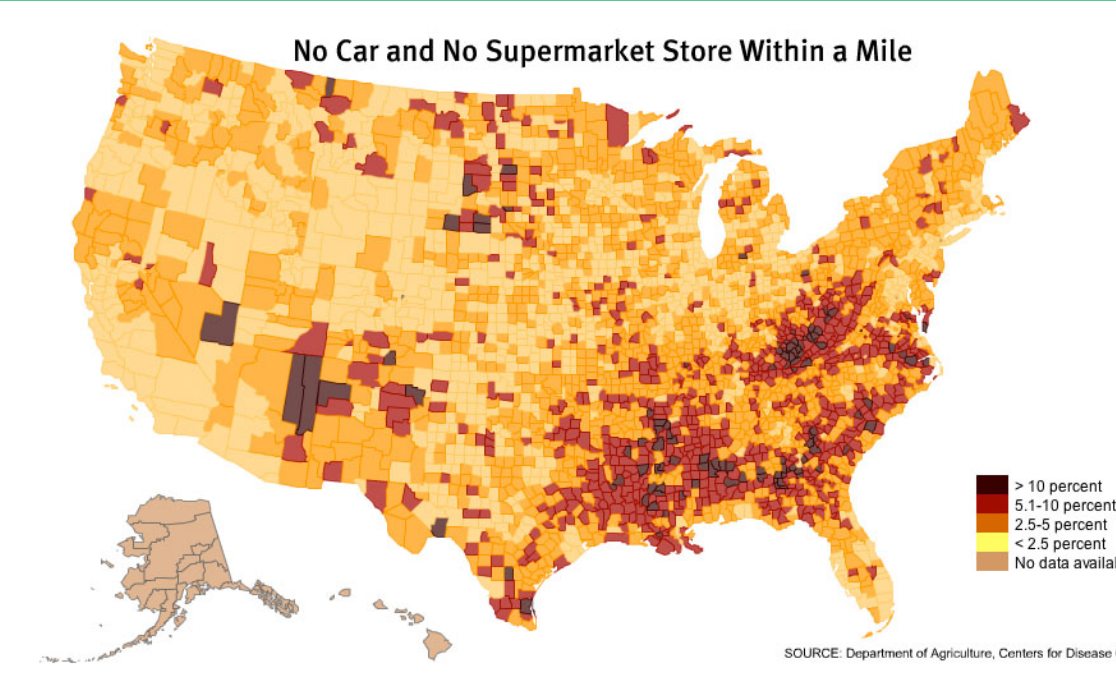 No Car and No Supermarket Store Within a Mile
> 10 percent
5.1-10 percent
2.5-5 percent
< 2.5 percent
No data availal
SOURCE: Department of Agriculture, Centers for Disease